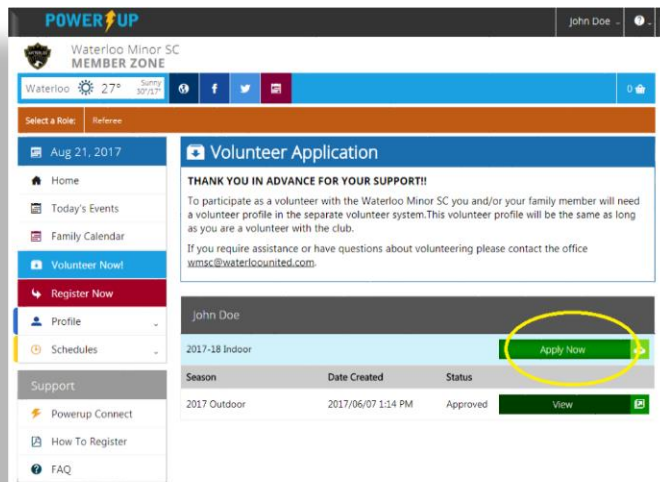 POWER UP
John Doe
Waterloo Minor SC
MEMBER ZONE
Waterloo 27° Sunny 30°/17°
0
Select a Role: Referee
Aug 21, 2017
Home
Today's Events
Family Calendar
Volunteer Now!
Register Now
Profile
Schedules
Support
Powerup Connect
How To Register
FAQ
Volunteer Application
THANK YOU IN ADVANCE FOR YOUR SUPPORT!!
To participate as a volunteer with the Waterloo Minor SC you and/or your family member will need
a volunteer profile in the separate volunteer system.This volunteer profile will be the same as long
as you are a volunteer with the club.
If you require assistance or have questions about volunteering please contact the office
wmsc@waterloounited.com.
John Doe
2017-18 Indoor Apply Now
Season Date Created Status
2017 Outdoor 2017/06/07 1:14 PM Approved View